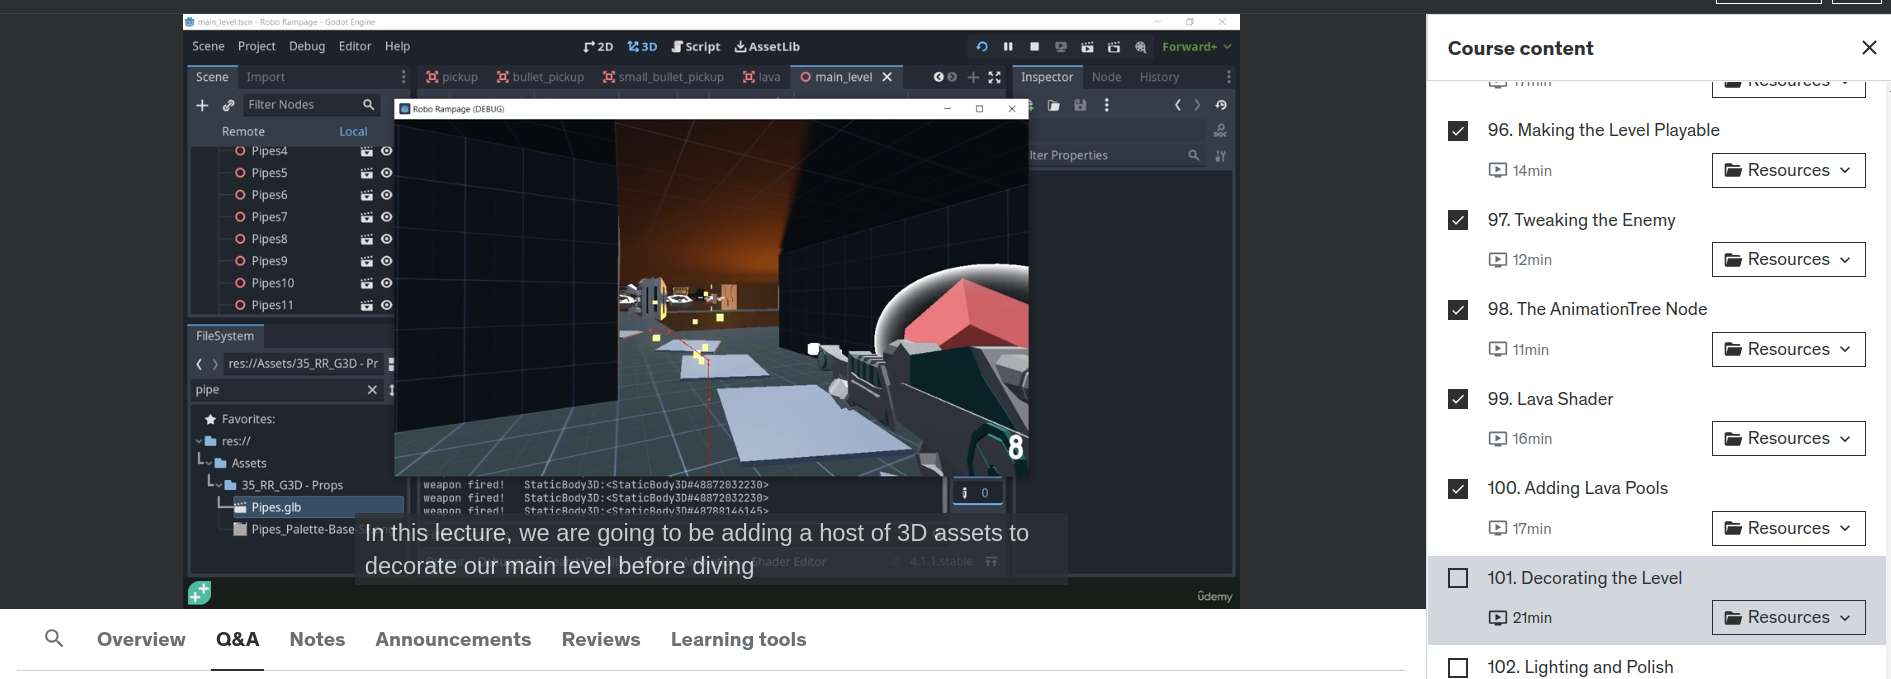 main_level.tscn - Robo Rampage - Godot Engine
Scene Project Debug Editor Help
2D 3D Script AssetLib
Forward+
Scene Import
pickup bullet_pickup small_bullet_pickup lava main_level
Inspector Node History
Filter Nodes
Remote Local
Pipes4
Pipes5
Pipes6
Pipes7
Pipes8
Pipes9
Pipes10
Pipes11
Robo Rampage (DEBUG)
lter Properties
8
FileSystem
res://Assets/35_RR_G3D - Pr
pipe
Favorites:
res://
Assets
35_RR_G3D - Props
Pipes.glb
Pipes_Palette-Base-
weapon fired! StaticBody3D:<StaticBody3D#48872032230>
weapon fired! StaticBody3D:<StaticBody3D#48872032230>
weapon fired! StaticBody3D:<StaticBody3D#48788146145>
0
In this lecture, we are going to be adding a host of 3D assets to
decorate our main level before diving
Shader Editor
4.1.1.stable
udemy
Overview Q&A Notes Announcements Reviews Learning tools
Course content
17min
Resources
96. Making the Level Playable
14min
Resources
97. Tweaking the Enemy
12min
Resources
98. The AnimationTree Node
11min
Resources
99. Lava Shader
16min
Resources
100. Adding Lava Pools
17min
Resources
101. Decorating the Level
21min
Resources
102. Lighting and Polish